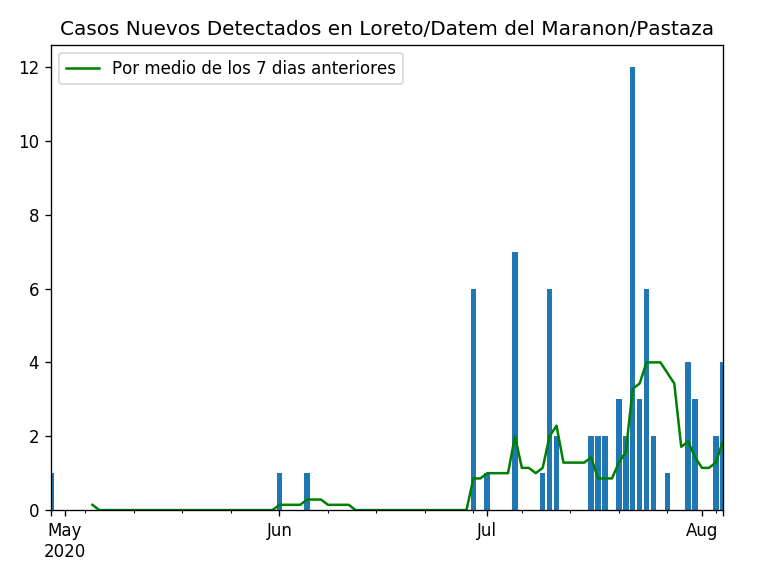 Casos Nuevos Detectados en Loreto/Datem del Maranon/Pastaza
Por medio de los 7 dias anteriores
12
10
8
6
4
2
0
May
2020
Jun
Jul
Aug